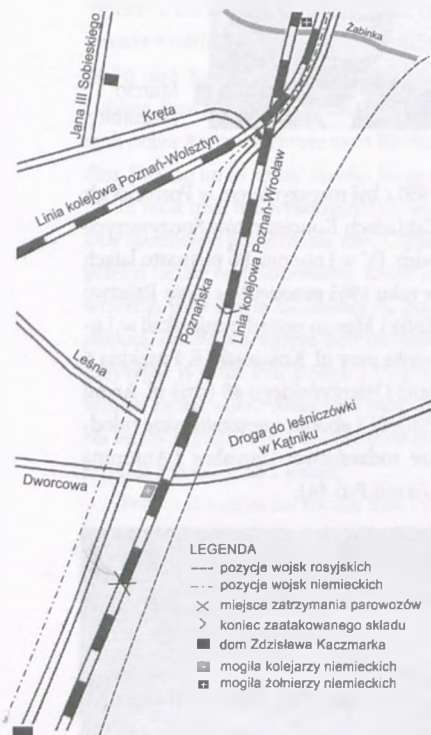 Żabinka
Jana III Sobieskiego
Kręta
Linia kolejowa Poznań-Wolsztyn
Linia kolejowa Poznań-Wrocław
Poznańska
Leśna
Droga do leśniczówki
w Kątniku
Dworcowa
LEGENDA
pozycje wojsk rosyjskich
pozycje wojsk niemieckich
miejsce zatrzymania parowozów
koniec zaatakowanego składu
dom Zdzisława Kaczmarka
mogiła kolejarzy niemieckich
mogiła żołnierzy niemieckich